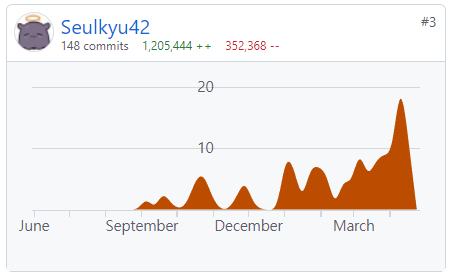 Seulkyu42
#3
148 commits 1,205,444 ++ 352,368 --
20
10
June September December March